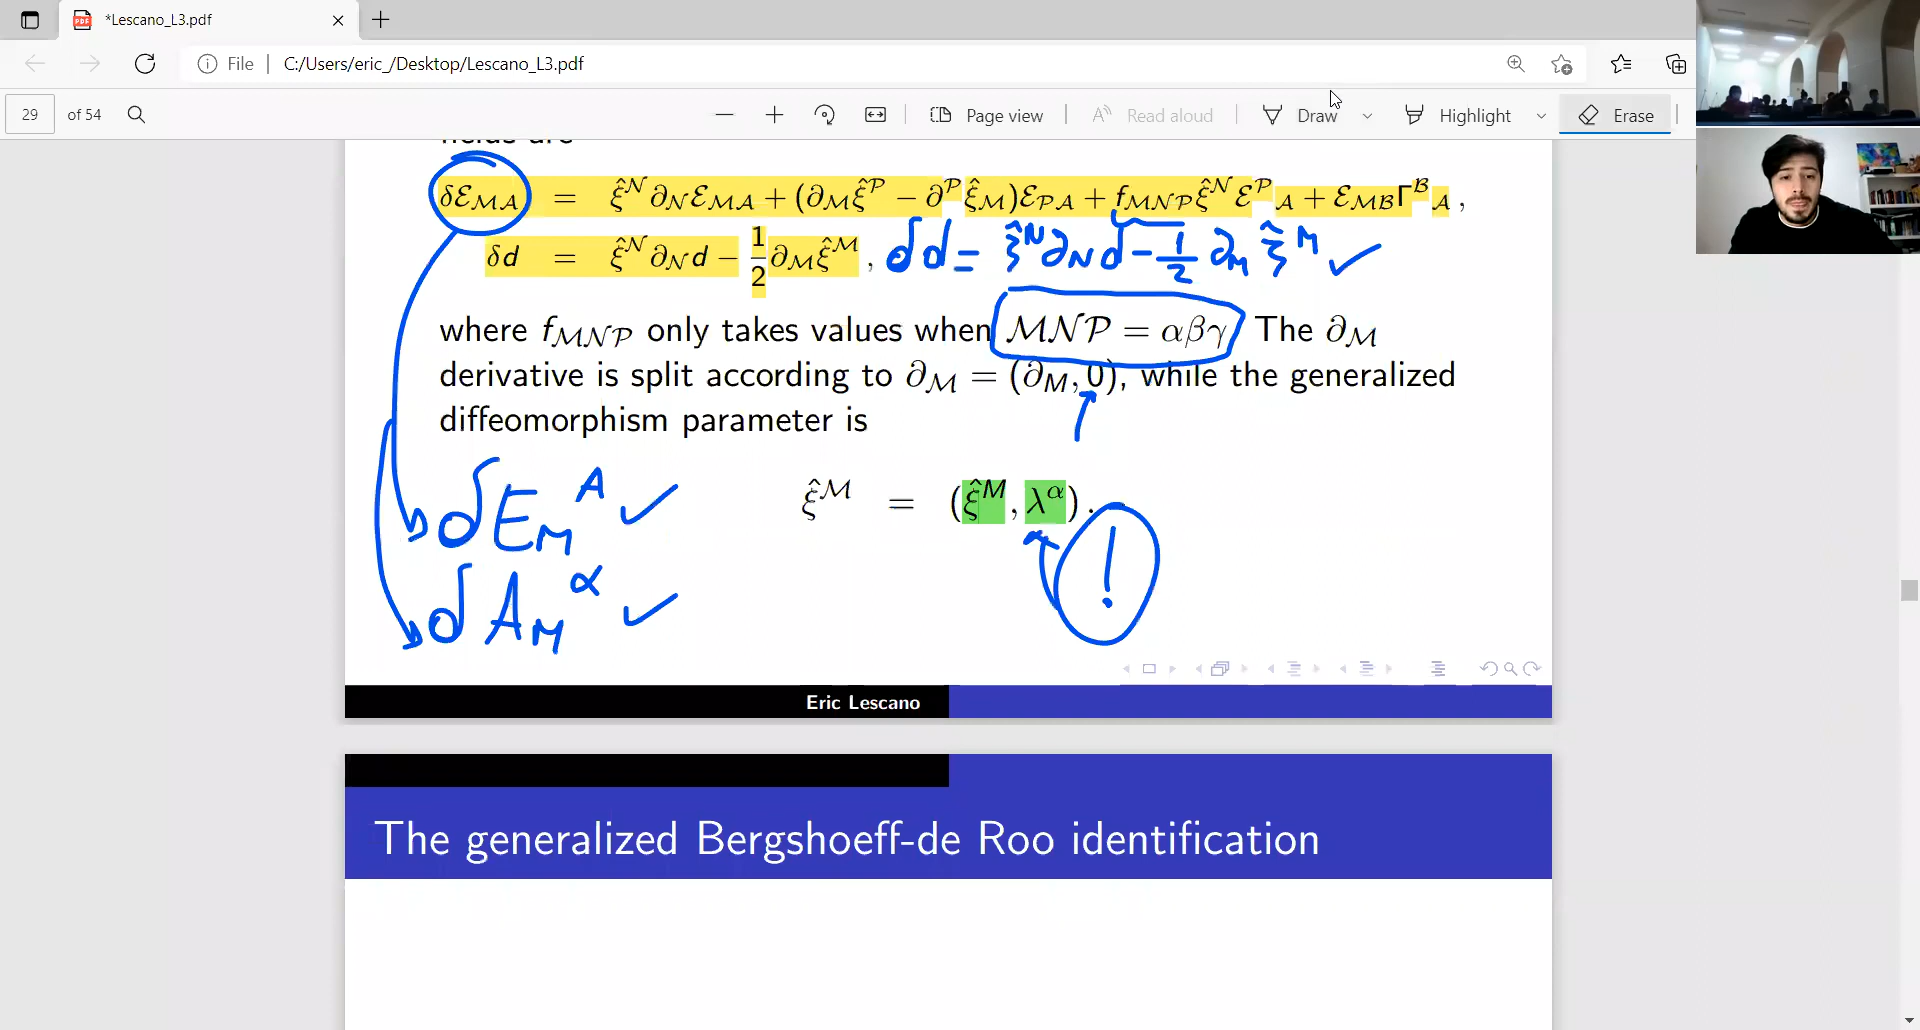 *Lescano_L3.pdf
File | C:/Users/eric_/Desktop/Lescano_L3.pdf
29 of 54 Page view Read aloud Draw Highlight Erase
fields are
δℰ_{ℳ𝒜} = ξ̂^𝒩 ∂_𝒩 ℰ_{ℳ𝒜} + (∂_ℳ ξ̂^𝒫 − ∂^𝒫 ξ̂_ℳ)ℰ_{𝒫𝒜} + f_{ℳ𝒩𝒫} ξ̂^𝒩 ℰ^𝒫_𝒜 + ℰ_{ℳℬ} Γ^ℬ_𝒜 ,
δd = ξ̂^𝒩 ∂_𝒩 d − 1/2 ∂_ℳ ξ̂^ℳ , δd = ξ̂^N ∂_N d − 1/2 ∂_M ξ̂^M ✓
where f_{ℳ𝒩𝒫} only takes values when ℳ𝒩𝒫 = αβγ The ∂_ℳ
derivative is split according to ∂_ℳ = (∂_M, 0), while the generalized
diffeomorphism parameter is
δE_M^A ✓
ξ̂^ℳ = (ξ̂^M, λ^α).
!
δA_M^α ✓
Eric Lescano
The generalized Bergshoeff-de Roo identification